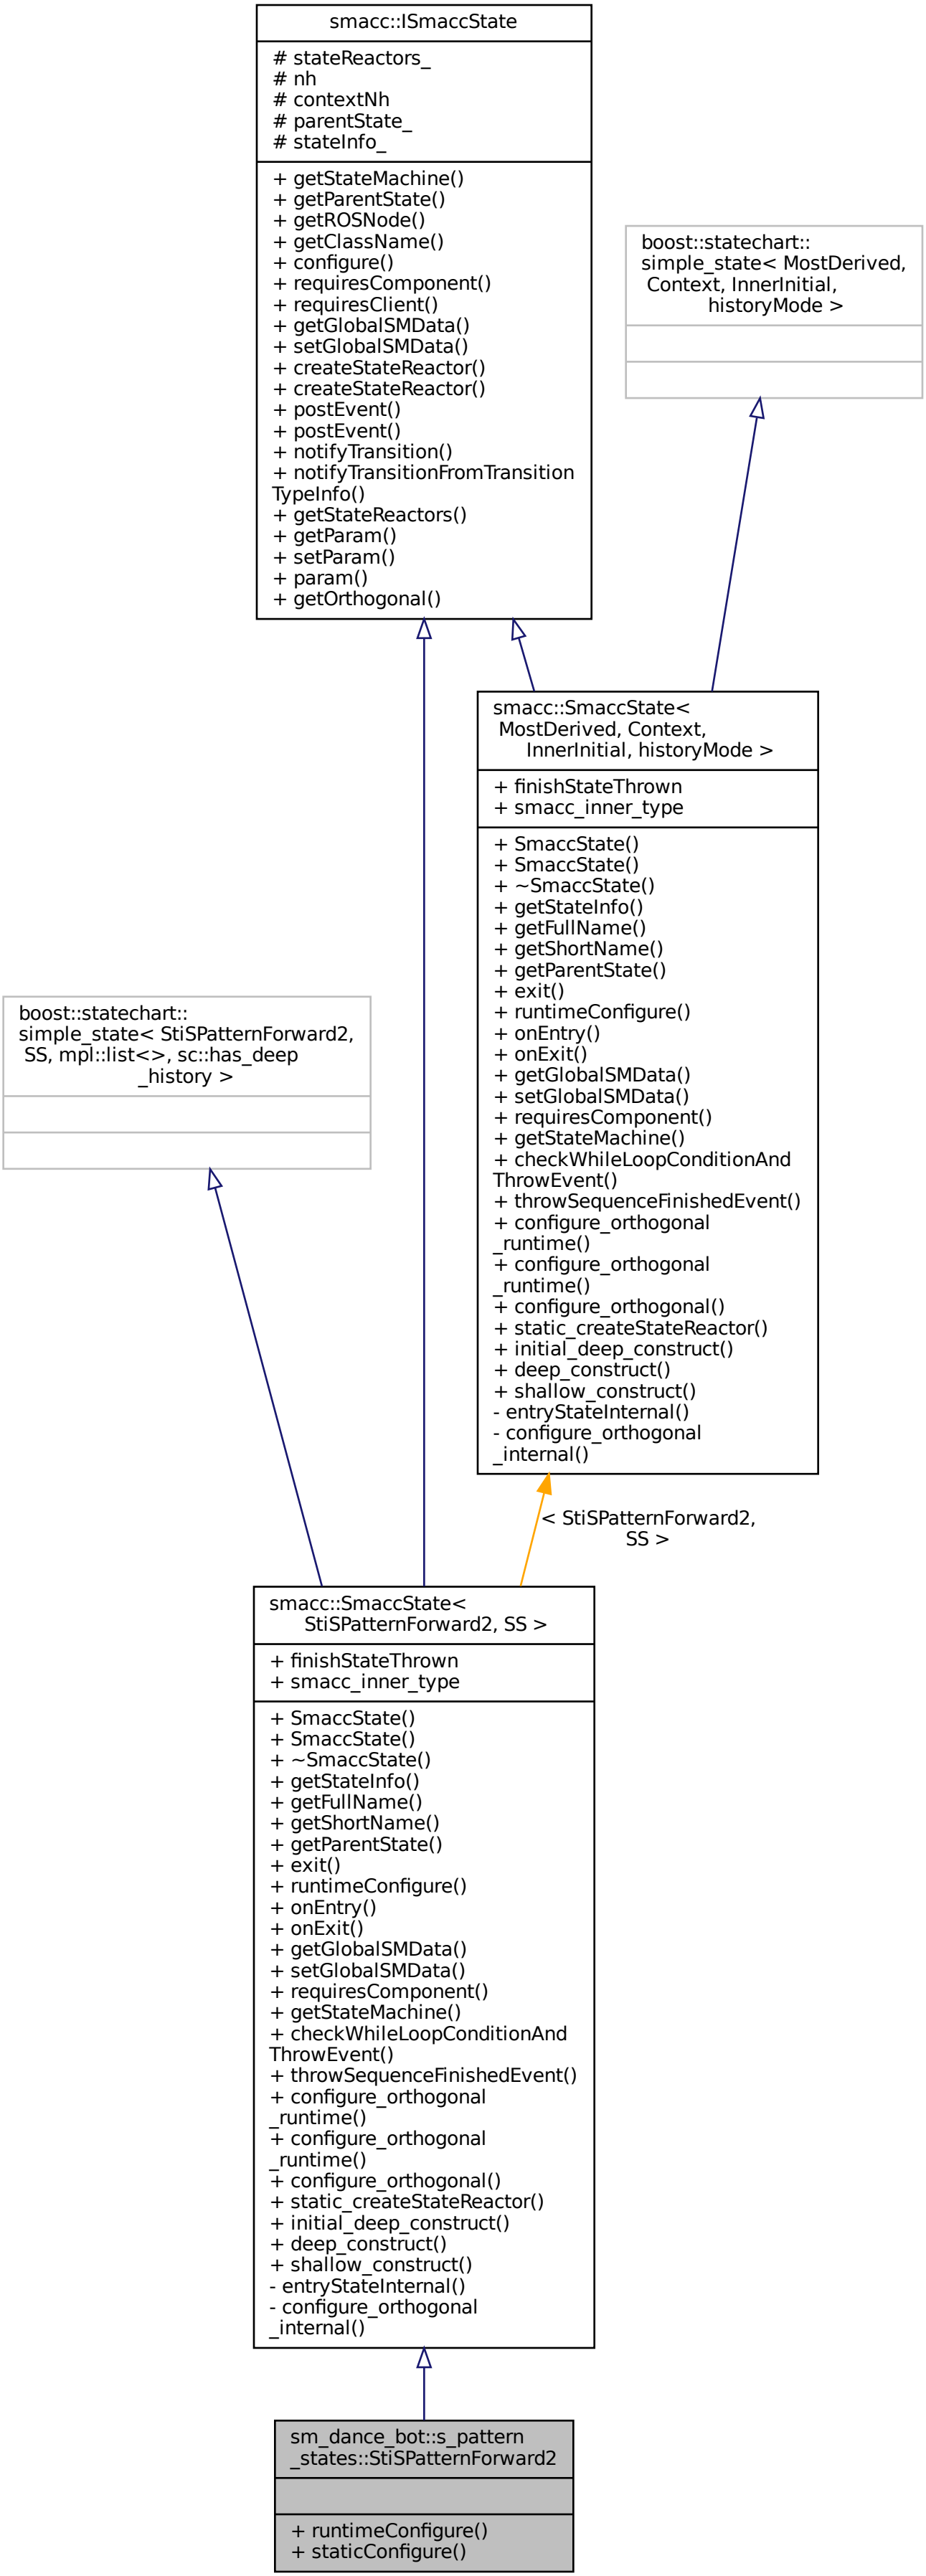 smacc::ISmaccState
# stateReactors_
# nh
# contextNh
# parentState_
# stateInfo_
+ getStateMachine()
+ getParentState()
+ getROSNode()
+ getClassName()
+ configure()
+ requiresComponent()
+ requiresClient()
+ getGlobalSMData()
+ setGlobalSMData()
+ createStateReactor()
+ createStateReactor()
+ postEvent()
+ postEvent()
+ notifyTransition()
+ notifyTransitionFromTransition
TypeInfo()
+ getStateReactors()
+ getParam()
+ setParam()
+ param()
+ getOrthogonal()
boost::statechart::
simple_state< MostDerived,
Context, InnerInitial,
historyMode >
smacc::SmaccState<
MostDerived, Context,
InnerInitial, historyMode >
+ finishStateThrown
+ smacc_inner_type
+ SmaccState()
+ SmaccState()
+ ~SmaccState()
+ getStateInfo()
+ getFullName()
+ getShortName()
+ getParentState()
+ exit()
+ runtimeConfigure()
+ onEntry()
+ onExit()
+ getGlobalSMData()
+ setGlobalSMData()
+ requiresComponent()
+ getStateMachine()
+ checkWhileLoopConditionAnd
ThrowEvent()
+ throwSequenceFinishedEvent()
+ configure_orthogonal
_runtime()
+ configure_orthogonal
_runtime()
+ configure_orthogonal()
+ static_createStateReactor()
+ initial_deep_construct()
+ deep_construct()
+ shallow_construct()
- entryStateInternal()
- configure_orthogonal
_internal()
boost::statechart::
simple_state< StiSPatternForward2,
SS, mpl::list<>, sc::has_deep
_history >
< StiSPatternForward2,
SS >
smacc::SmaccState<
StiSPatternForward2, SS >
+ finishStateThrown
+ smacc_inner_type
+ SmaccState()
+ SmaccState()
+ ~SmaccState()
+ getStateInfo()
+ getFullName()
+ getShortName()
+ getParentState()
+ exit()
+ runtimeConfigure()
+ onEntry()
+ onExit()
+ getGlobalSMData()
+ setGlobalSMData()
+ requiresComponent()
+ getStateMachine()
+ checkWhileLoopConditionAnd
ThrowEvent()
+ throwSequenceFinishedEvent()
+ configure_orthogonal
_runtime()
+ configure_orthogonal
_runtime()
+ configure_orthogonal()
+ static_createStateReactor()
+ initial_deep_construct()
+ deep_construct()
+ shallow_construct()
- entryStateInternal()
- configure_orthogonal
_internal()
sm_dance_bot::s_pattern
_states::StiSPatternForward2
+ runtimeConfigure()
+ staticConfigure()